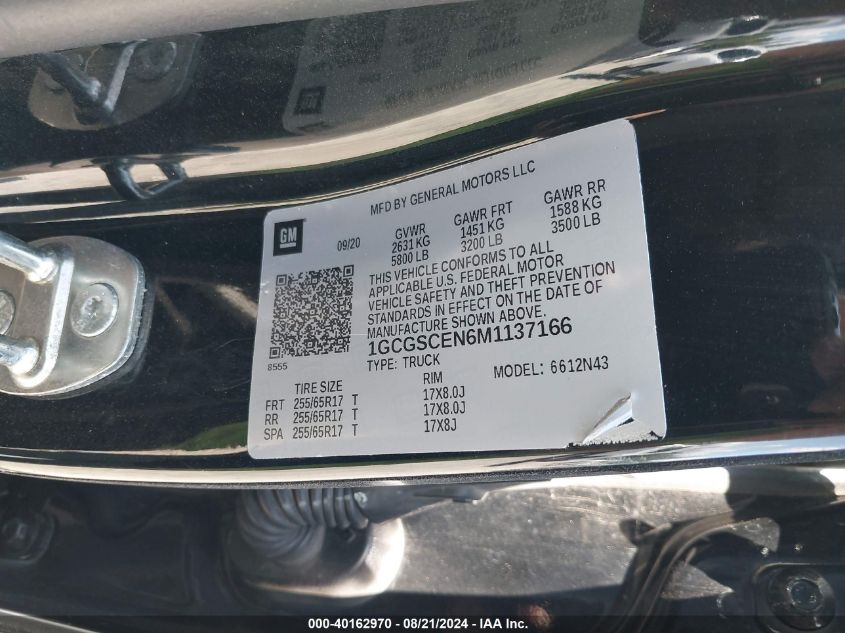 MFD BY GENERAL MOTORS LLC
GM
09/20
GVWR GAWR FRT GAWR RR
2631 KG 1451 KG 1588 KG
5800 LB 3200 LB 3500 LB
THIS VEHICLE CONFORMS TO ALL
APPLICABLE U.S. FEDERAL MOTOR
VEHICLE SAFETY AND THEFT PREVENTION
STANDARDS IN EFFECT ON THE DATE OF
MANUFACTURE SHOWN ABOVE.
1GCGSCEN6M1137166
8555
TYPE: TRUCK MODEL: 6612N43
TIRE SIZE RIM
FRT 255/65R17 T 17X8.0J
RR 255/65R17 T 17X8.0J
SPA 255/65R17 T 17X8J
000-40162970 - 08/21/2024 - IAA Inc.